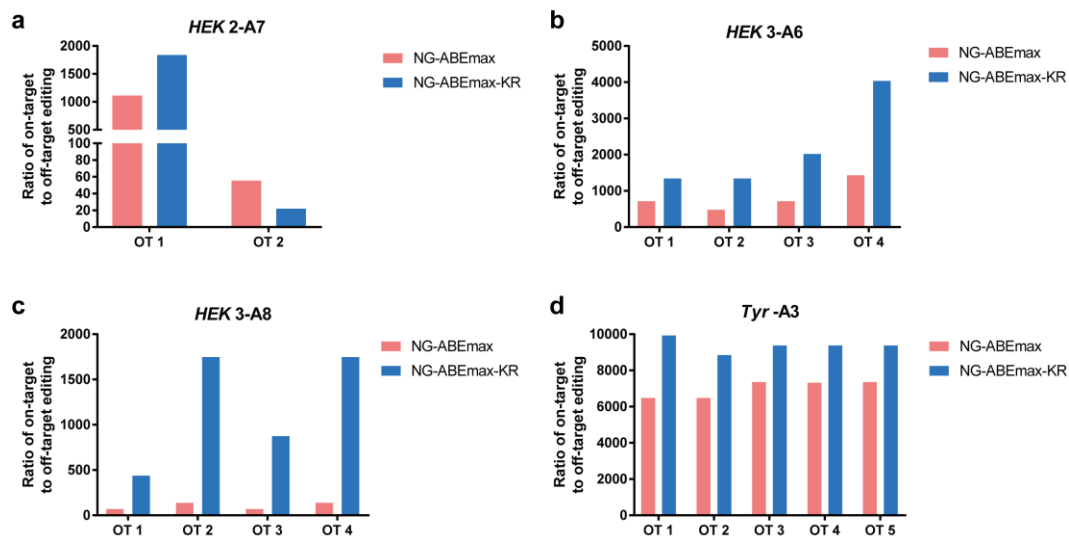 a
HEK 2-A7
Ratio of on-target
to off-target editing
2000
1500
1000
500
100
80
60
40
20
0
OT 1
OT 2
NG-ABEmax
NG-ABEmax-KR
b
HEK 3-A6
Ratio of on-target
to off-target editing
5000
4000
3000
2000
1000
0
OT 1
OT 2
OT 3
OT 4
NG-ABEmax
NG-ABEmax-KR
c
HEK 3-A8
Ratio of on-target
to off-target editing
2000
1500
1000
500
0
OT 1
OT 2
OT 3
OT 4
NG-ABEmax
NG-ABEmax-KR
d
Tyr -A3
Ratio of on-target
to off-target editing
10000
8000
6000
4000
2000
0
OT 1
OT 2
OT 3
OT 4
OT 5
NG-ABEmax
NG-ABEmax-KR